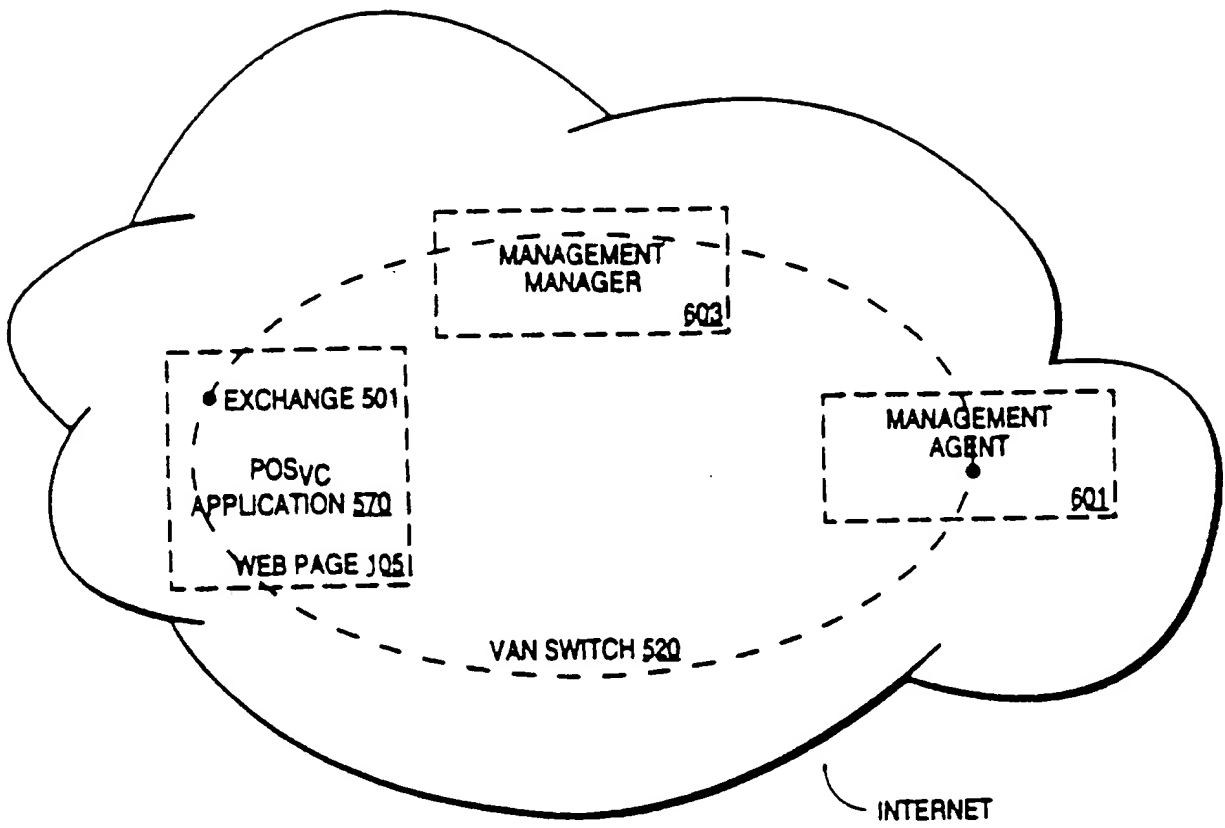 MANAGEMENT
MANAGER
603
EXCHANGE 501
POSVC
APPLICATION 570
WEB PAGE 105
MANAGEMENT
AGENT
601
VAN SWITCH 520
INTERNET